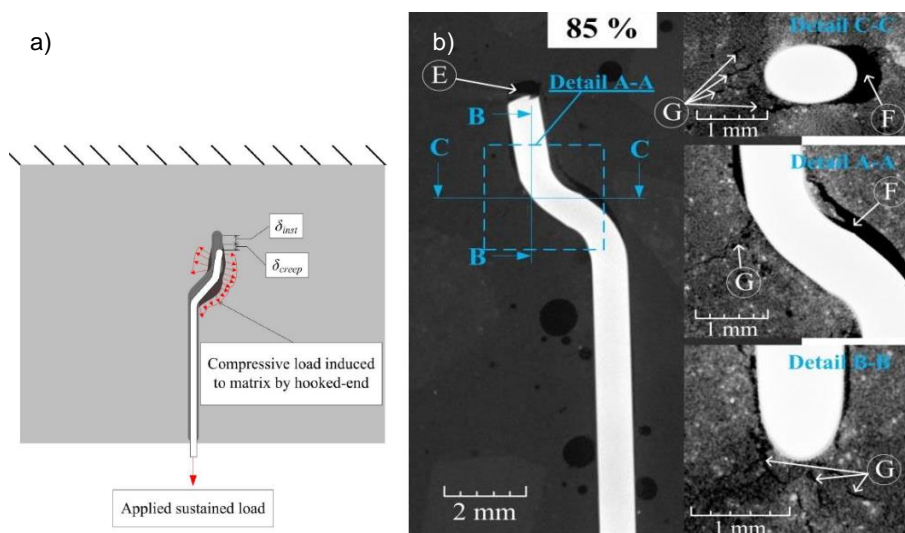 a)
δinst
δcreep
Compressive load induced
to matrix by hooked-end
Applied sustained load
b)
85 %
E
Detail A-A
B
C
C
B
2 mm
Detail C-C
G
F
1 mm
Detail A-A
F
G
1 mm
Detail B-B
G
1 mm